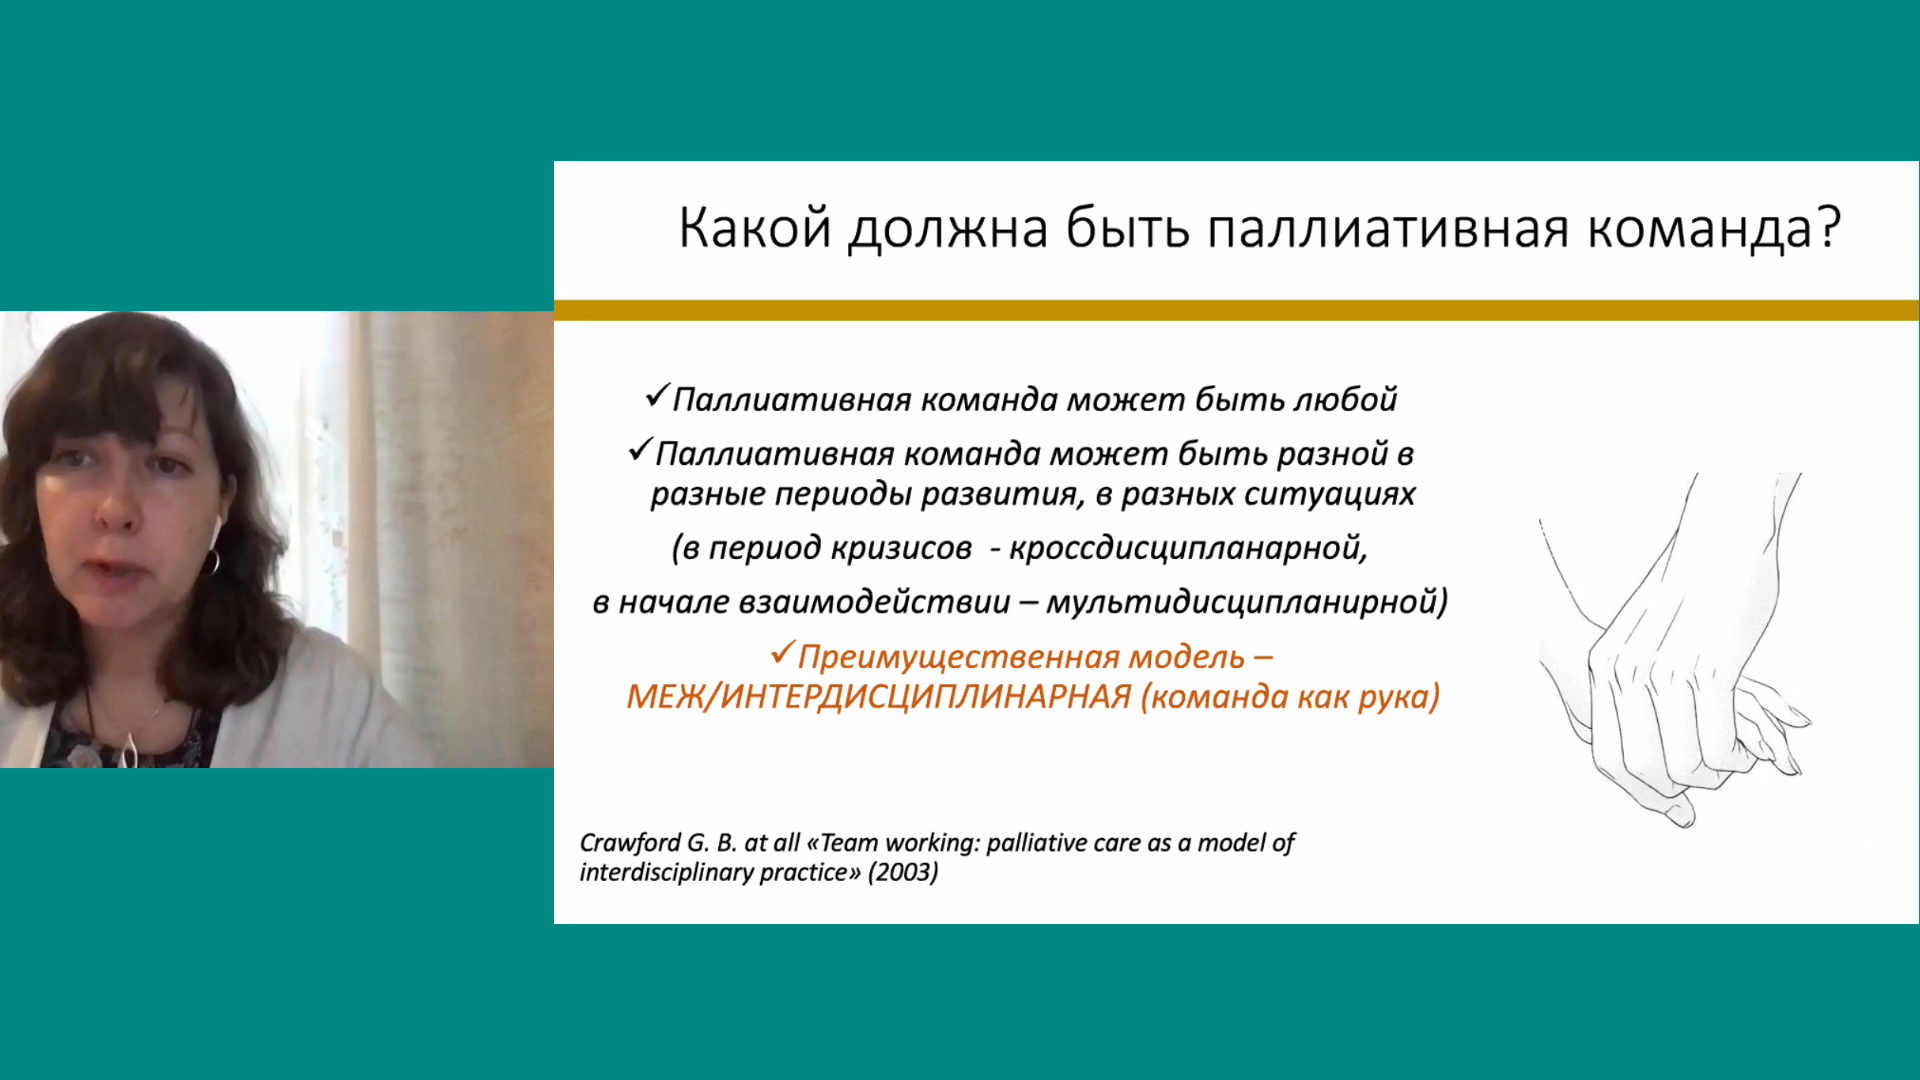 Какой должна быть паллиативная команда?
✓Паллиативная команда может быть любой
✓Паллиативная команда может быть разной в
разные периоды развития, в разных ситуациях
(в период кризисов - кроссдисципланарной,
в начале взаимодействии – мультидисципланирной)
✓Преимущественная модель –
МЕЖ/ИНТЕРДИСЦИПЛИНАРНАЯ (команда как рука)
Crawford G. B. at all «Team working: palliative care as a model of
interdisciplinary practice» (2003)